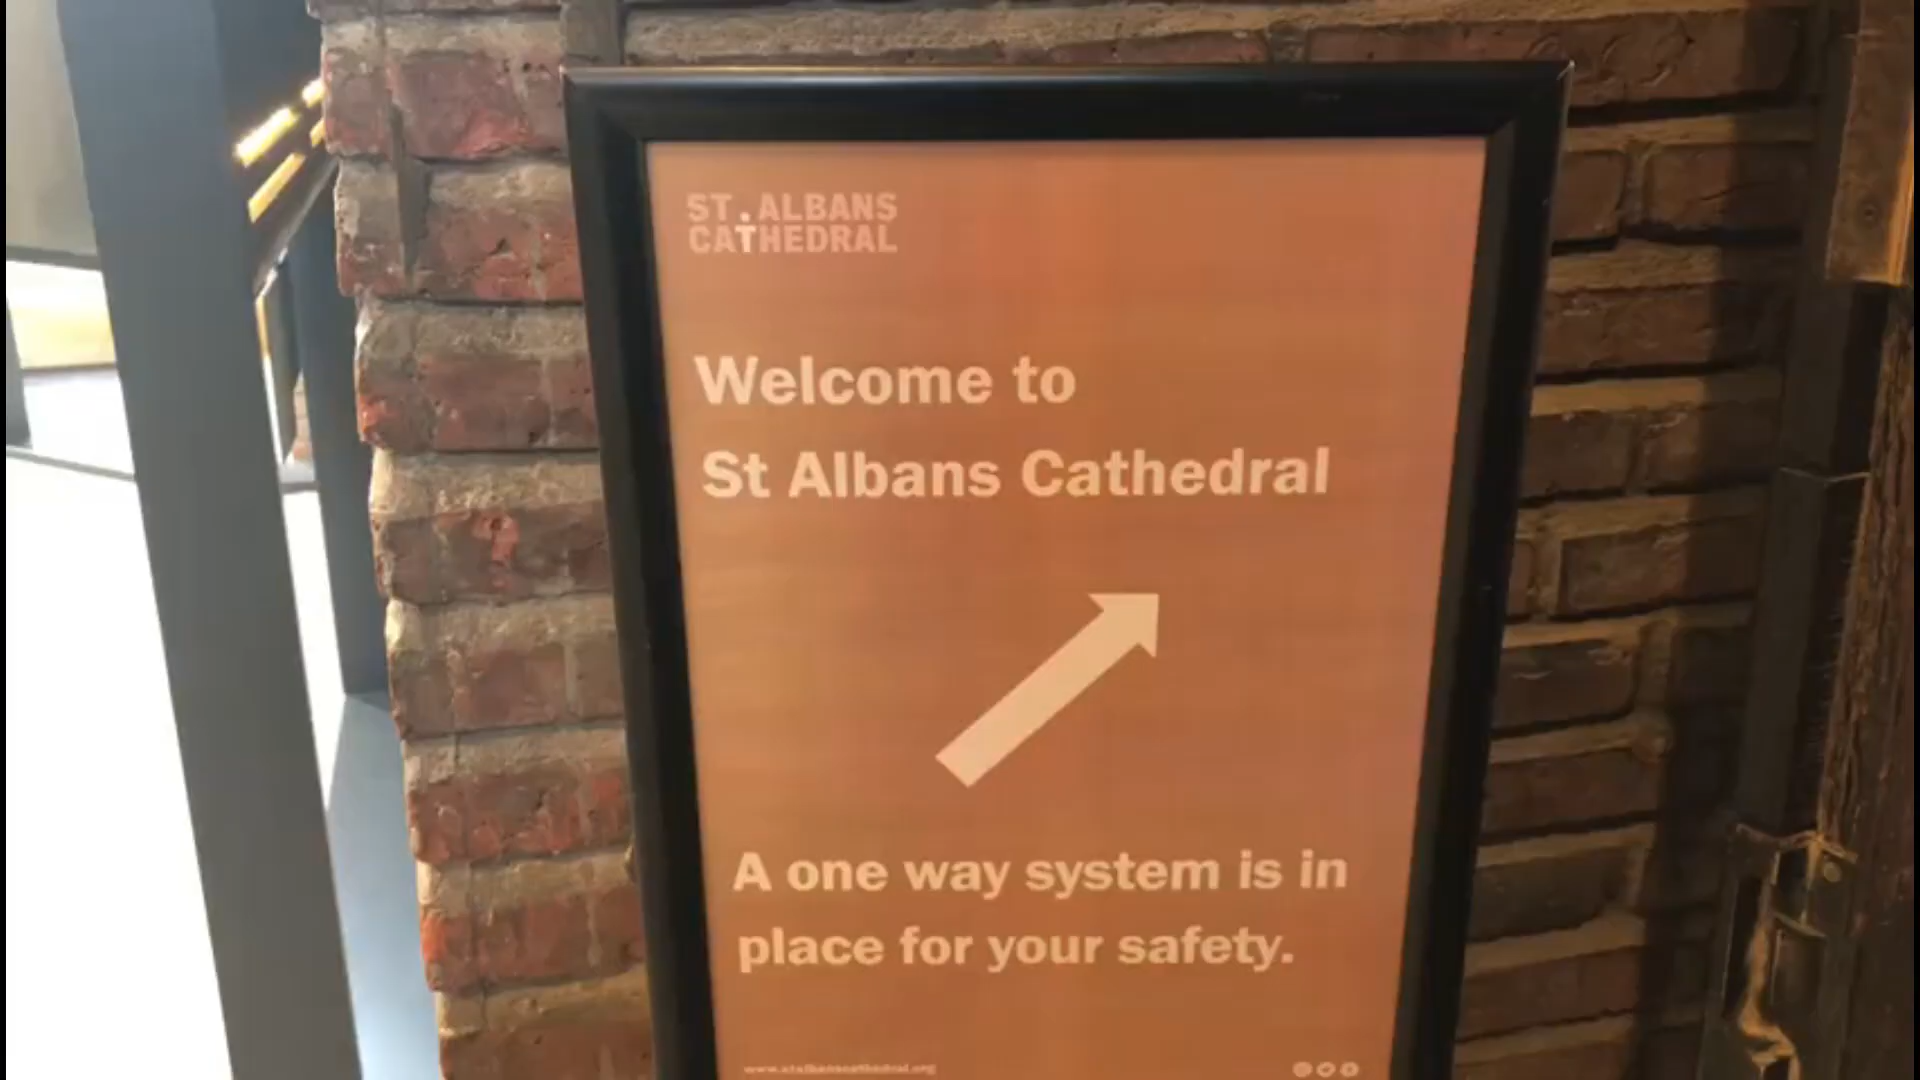 ST. ALBANS
CATHEDRAL
Welcome to
St Albans Cathedral
A one way system is in
place for your safety.
www.stalbanscathedral.org